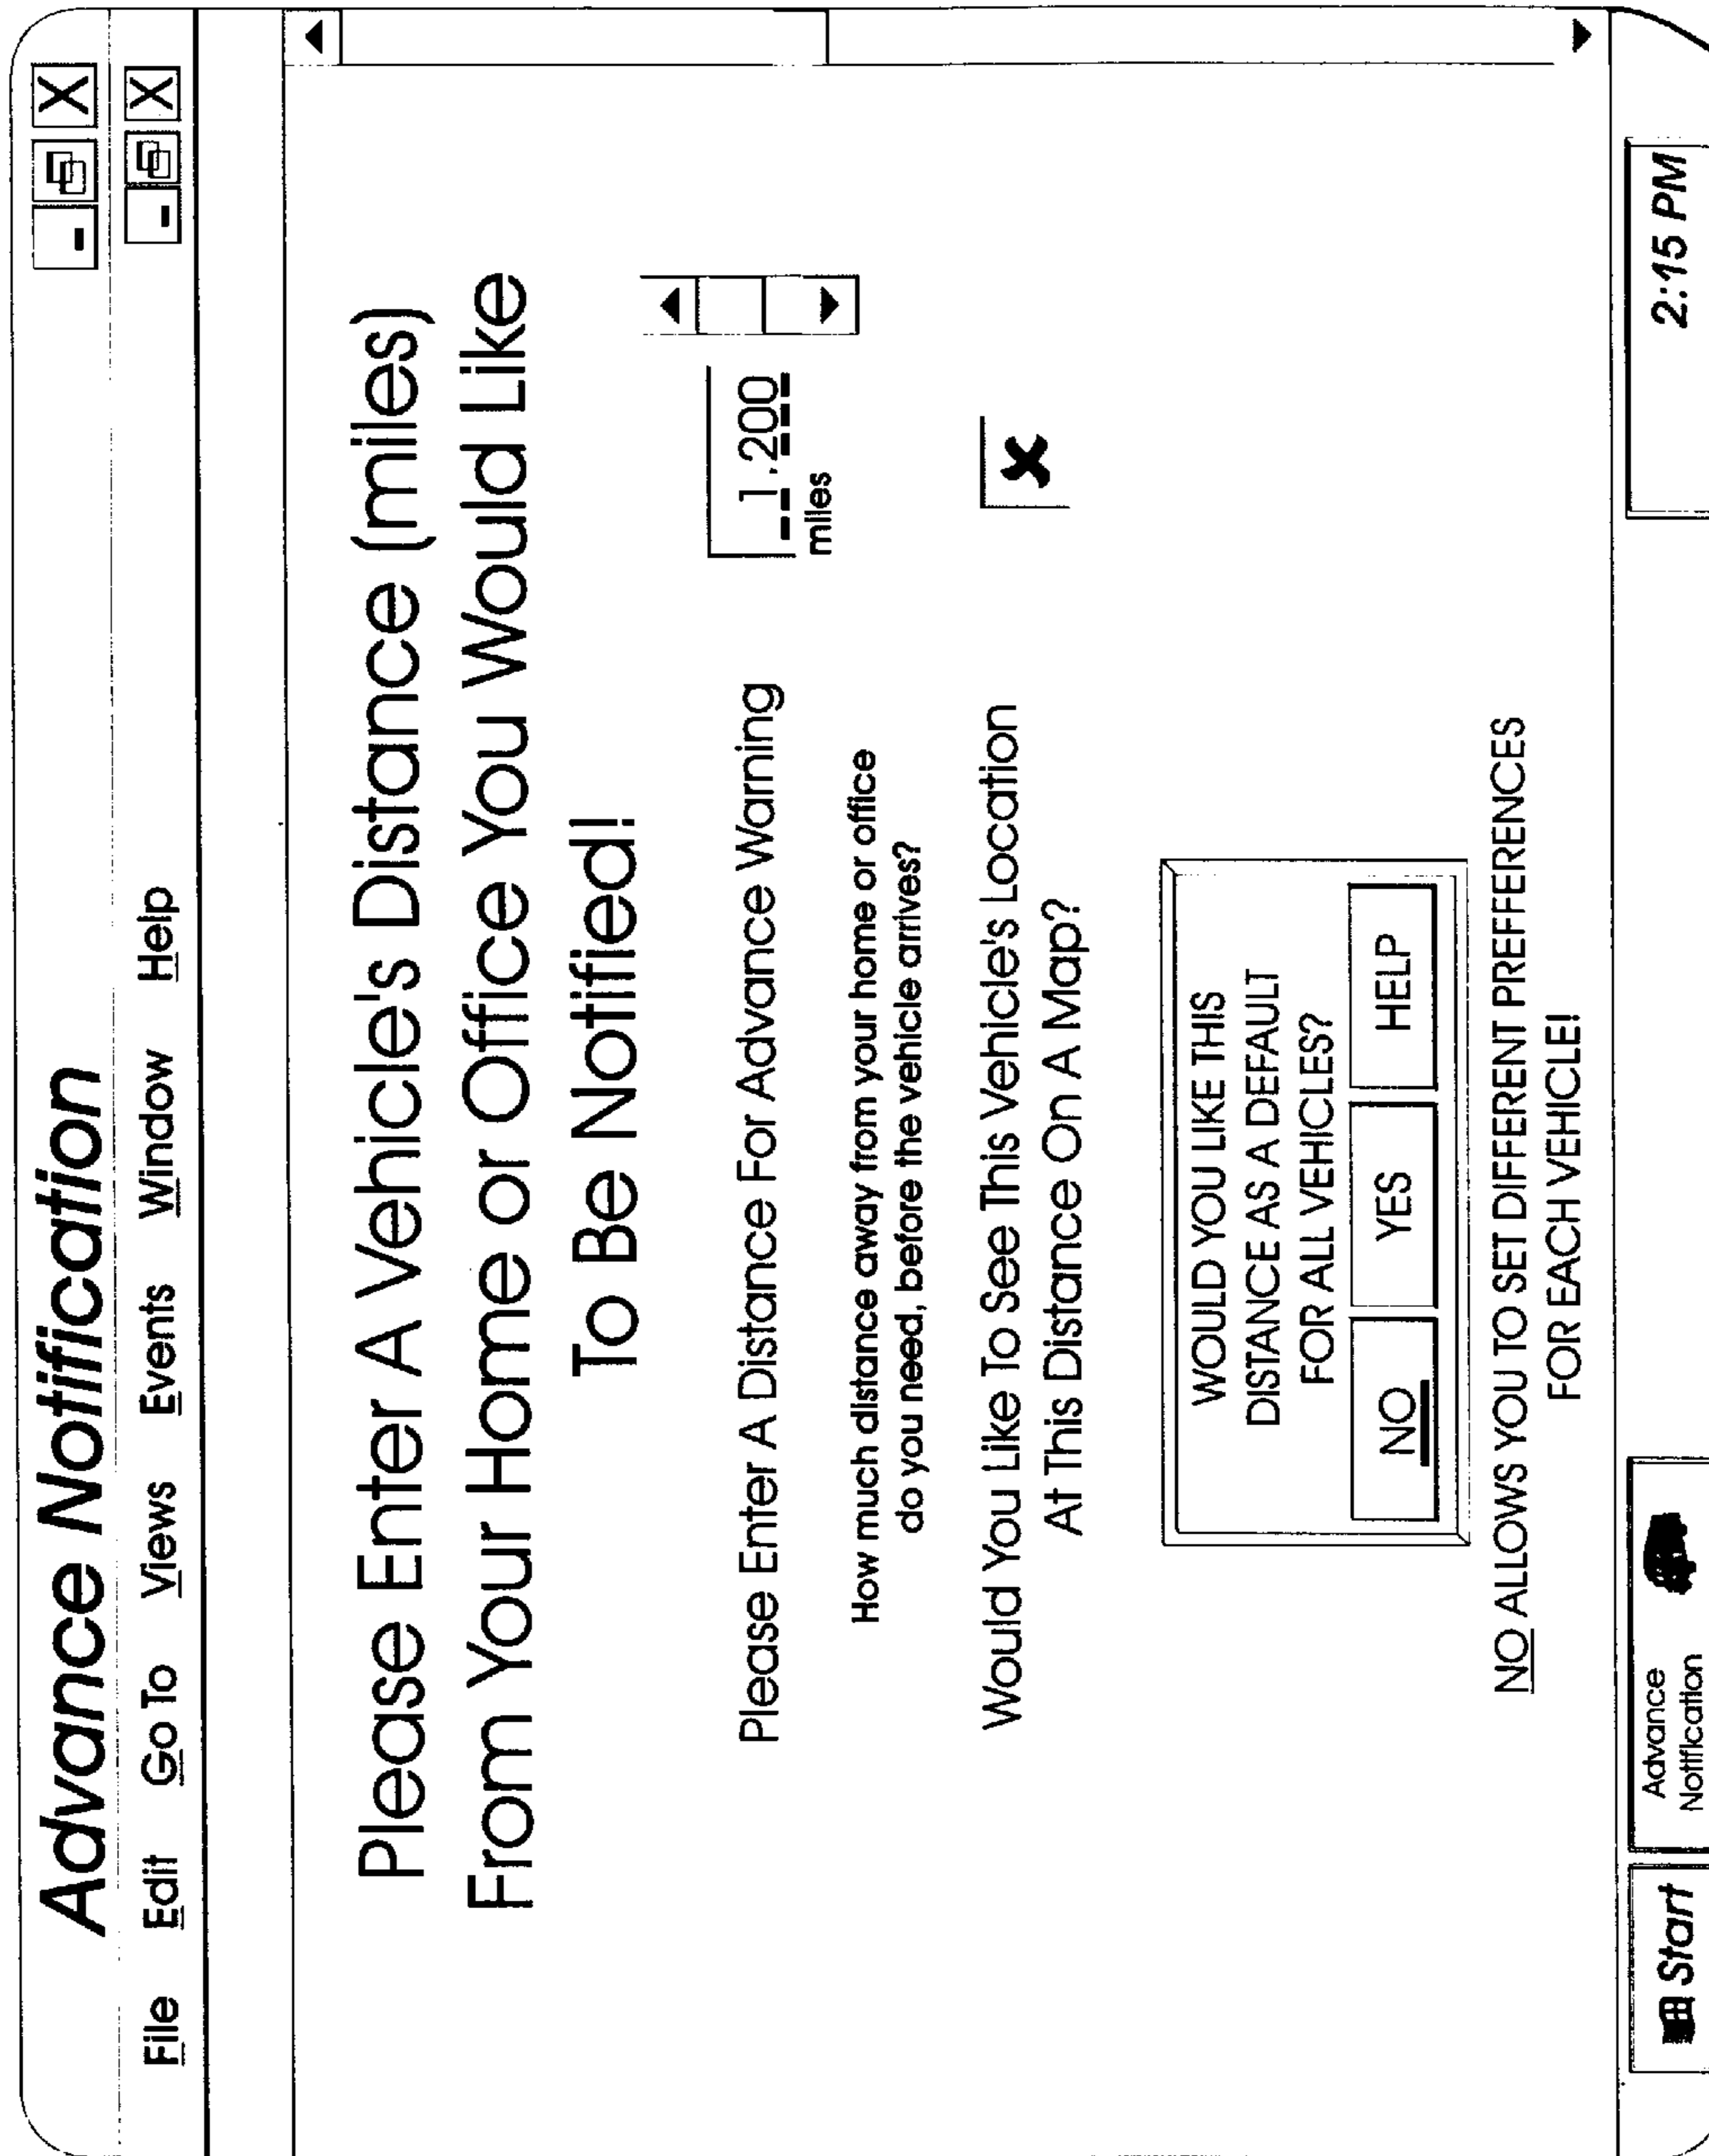 Advance Notification
File Edit Go To Views Events Window Help
Please Enter A Vehicle's Distance (miles)
From Your Home or Office You Would Like
To Be Notified!
Please Enter A Distance For Advance Warning
_1.200
miles
How much distance away from your home or office
do you need, before the vehicle arrives?
Would You Like To See This Vehicle's Location
At This Distance On A Map?
WOULD YOU LIKE THIS
DISTANCE AS A DEFAULT
FOR ALL VEHICLES?
NO YES HELP
NO ALLOWS YOU TO SET DIFFERENT PREFFERENCES
FOR EACH VEHICLE!
Start
Advance
Notification
2:15 PM